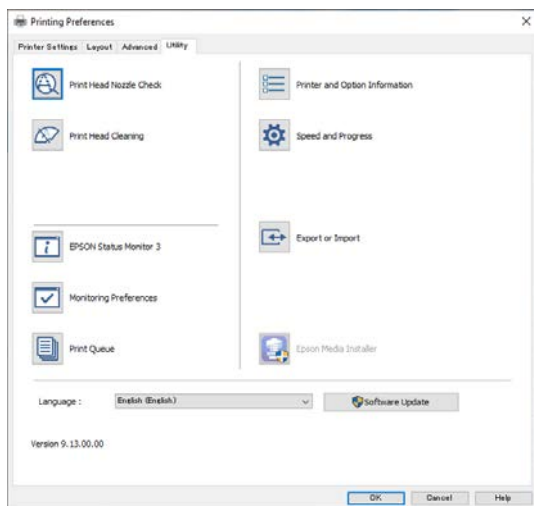 Printing Preferences
Printer Settings Layout Advanced Utility
Print Head Nozzle Check
Print Head Cleaning
EPSON Status Monitor 3
Monitoring Preferences
Print Queue
Printer and Option Information
Speed and Progress
Export or Import
Epson Media Installer
Language :
English (English)
Software Update
Version 9.13.00.00
OK Cancel Help